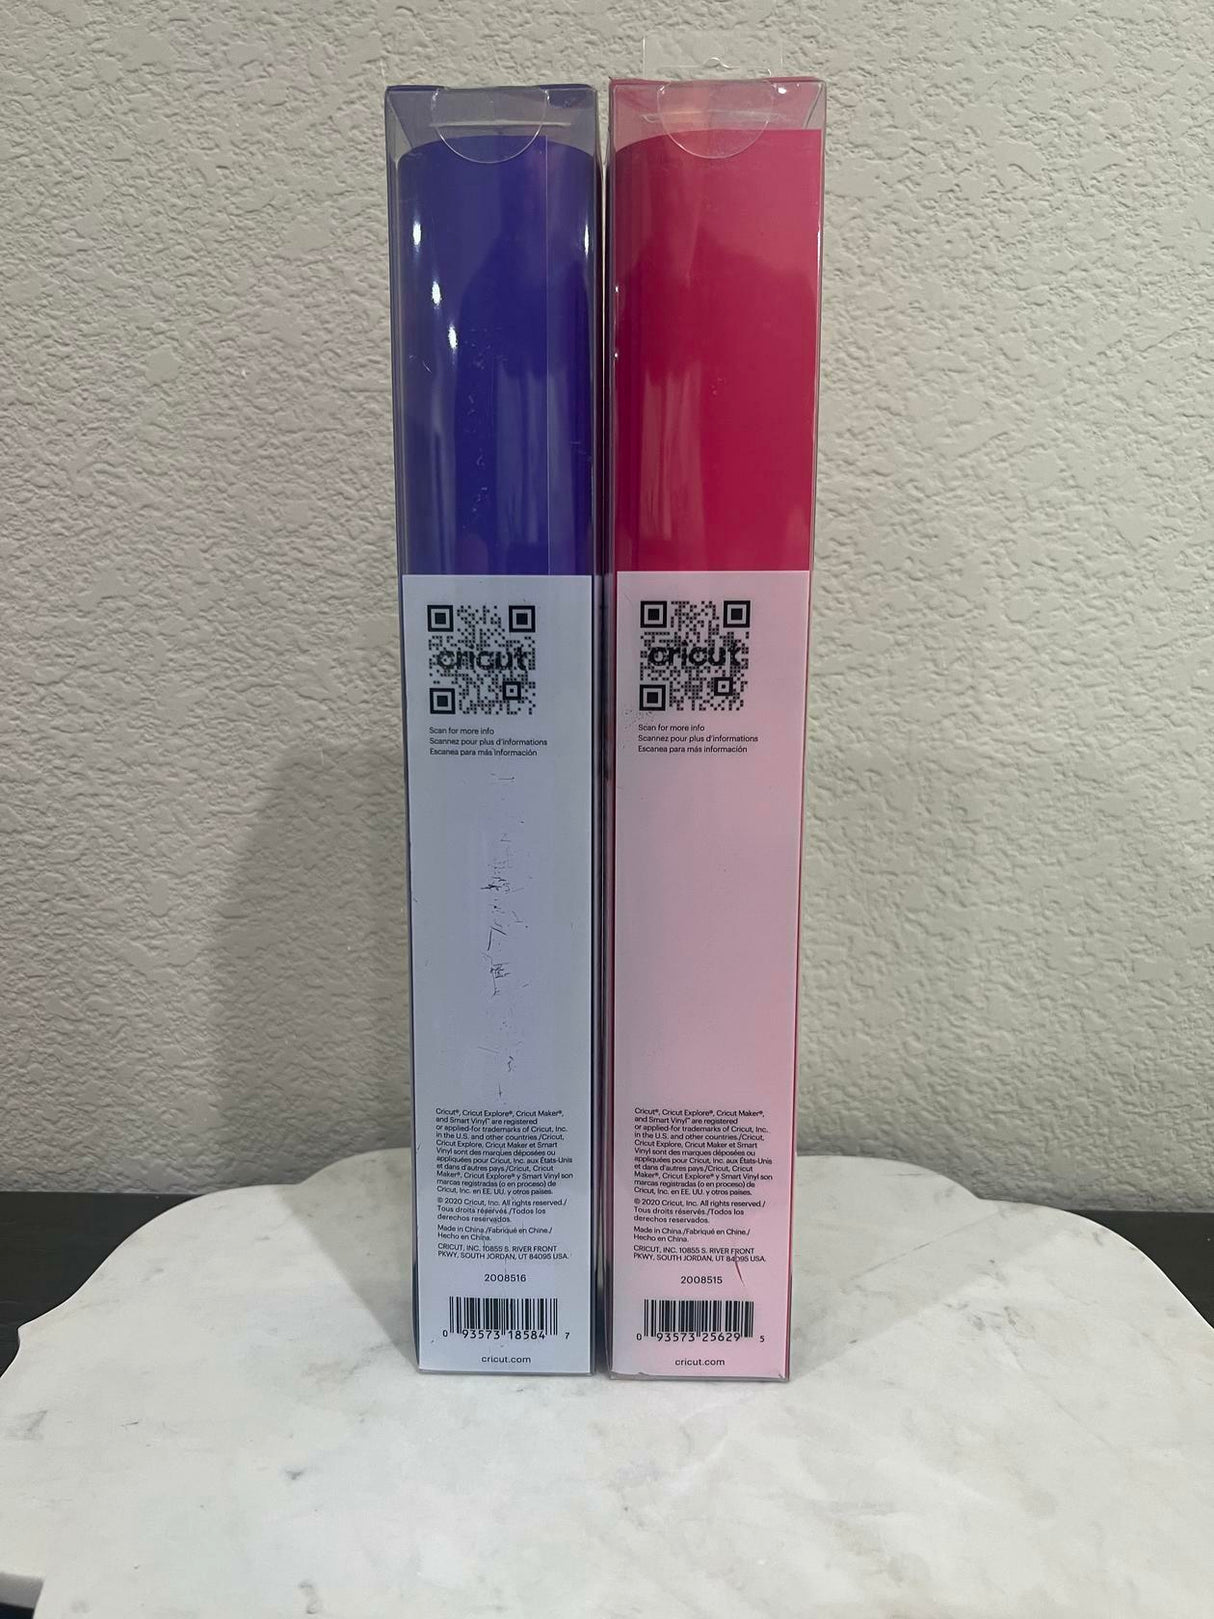 cricut
Scan for more info
Scannez pour plus d'informations
Escanea para más información
Cricut®, Cricut Explore®, Cricut Maker®,
and Smart Vinyl™ are registered
or applied-for trademarks of Cricut, Inc.
in the U.S. and other countries./Cricut,
Cricut Explore, Cricut Maker et Smart
Vinyl sont des marques déposées ou
appliquées pour Cricut, Inc. aux États-Unis
et dans d'autres pays./Cricut, Cricut
Maker®, Cricut Explore® y Smart Vinyl son
marcas registradas (o en proceso) de
Cricut, Inc. en EE. UU. y otros países.
© 2020 Cricut, Inc. All rights reserved./
Tous droits réservés./Todos los
derechos reservados.
Made in China./Fabriqué en Chine./
Hecho en China.
CRICUT, INC. 10855 S. RIVER FRONT
PKWY, SOUTH JORDAN, UT 84095 USA.
2008516
0 93573 18584 7
cricut.com
cricut
Scan for more info
Scannez pour plus d'informations
Escanea para más información
Cricut®, Cricut Explore®, Cricut Maker®,
and Smart Vinyl™ are registered
or applied-for trademarks of Cricut, Inc.
in the U.S. and other countries./Cricut,
Cricut Explore, Cricut Maker et Smart
Vinyl sont des marques déposées ou
appliquées pour Cricut, Inc. aux États-Unis
et dans d'autres pays./Cricut, Cricut
Maker®, Cricut Explore® y Smart Vinyl son
marcas registradas (o en proceso) de
Cricut, Inc. en EE. UU. y otros países.
© 2020 Cricut, Inc. All rights reserved./
Tous droits réservés./Todos los
derechos reservados.
Made in China./Fabriqué en Chine./
Hecho en China.
CRICUT, INC. 10855 S. RIVER FRONT
PKWY, SOUTH JORDAN, UT 84095 USA.
2008515
0 93573 25629 5
cricut.com